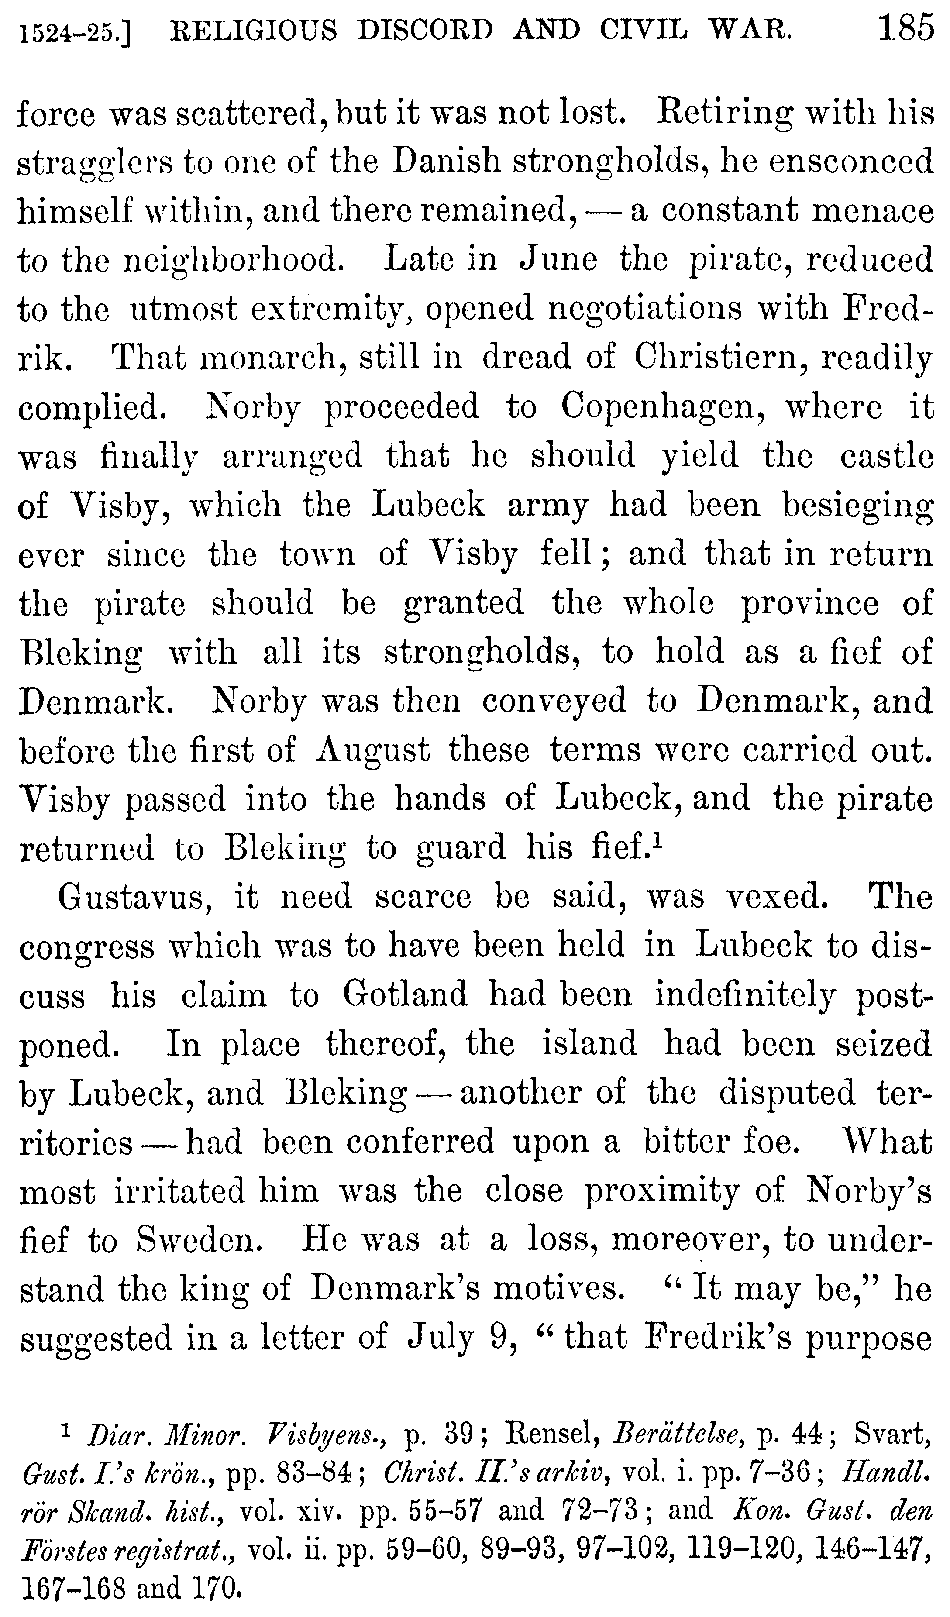 1524–25.] RELIGIOUS DISCORD AND CIVIL WAR. 185
force was scattered, but it was not lost. Retiring with his
stragglers to one of the Danish strongholds, he ensconced
himself within, and there remained, — a constant menace
to the neighborhood. Late in June the pirate, reduced
to the utmost extremity, opened negotiations with Fred-
rik. That monarch, still in dread of Christiern, readily
complied. Norby proceeded to Copenhagen, where it
was finally arranged that he should yield the castle
of Visby, which the Lubeck army had been besieging
ever since the town of Visby fell; and that in return
the pirate should be granted the whole province of
Bleking with all its strongholds, to hold as a fief of
Denmark. Norby was then conveyed to Denmark, and
before the first of August these terms were carried out.
Visby passed into the hands of Lubeck, and the pirate
returned to Bleking to guard his fief.¹
Gustavus, it need scarce be said, was vexed. The
congress which was to have been held in Lubeck to dis-
cuss his claim to Gotland had been indefinitely post-
poned. In place thereof, the island had been seized
by Lubeck, and Bleking — another of the disputed ter-
ritories — had been conferred upon a bitter foe. What
most irritated him was the close proximity of Norby's
fief to Sweden. He was at a loss, moreover, to under-
stand the king of Denmark's motives. “ It may be,” he
suggested in a letter of July 9, “ that Fredrik's purpose
¹ Diar. Minor. Visbyens., p. 39; Rensel, Berättelse, p. 44; Svart,
Gust. I.'s krön., pp. 83–84; Christ. II.'s arkiv, vol. i. pp. 7–36; Handl.
rör Skand. hist., vol. xiv. pp. 55–57 and 72–73; and Kon. Gust. den
Förstes registrat., vol. ii. pp. 59–60, 89–93, 97–102, 119–120, 146–147,
167–168 and 170.